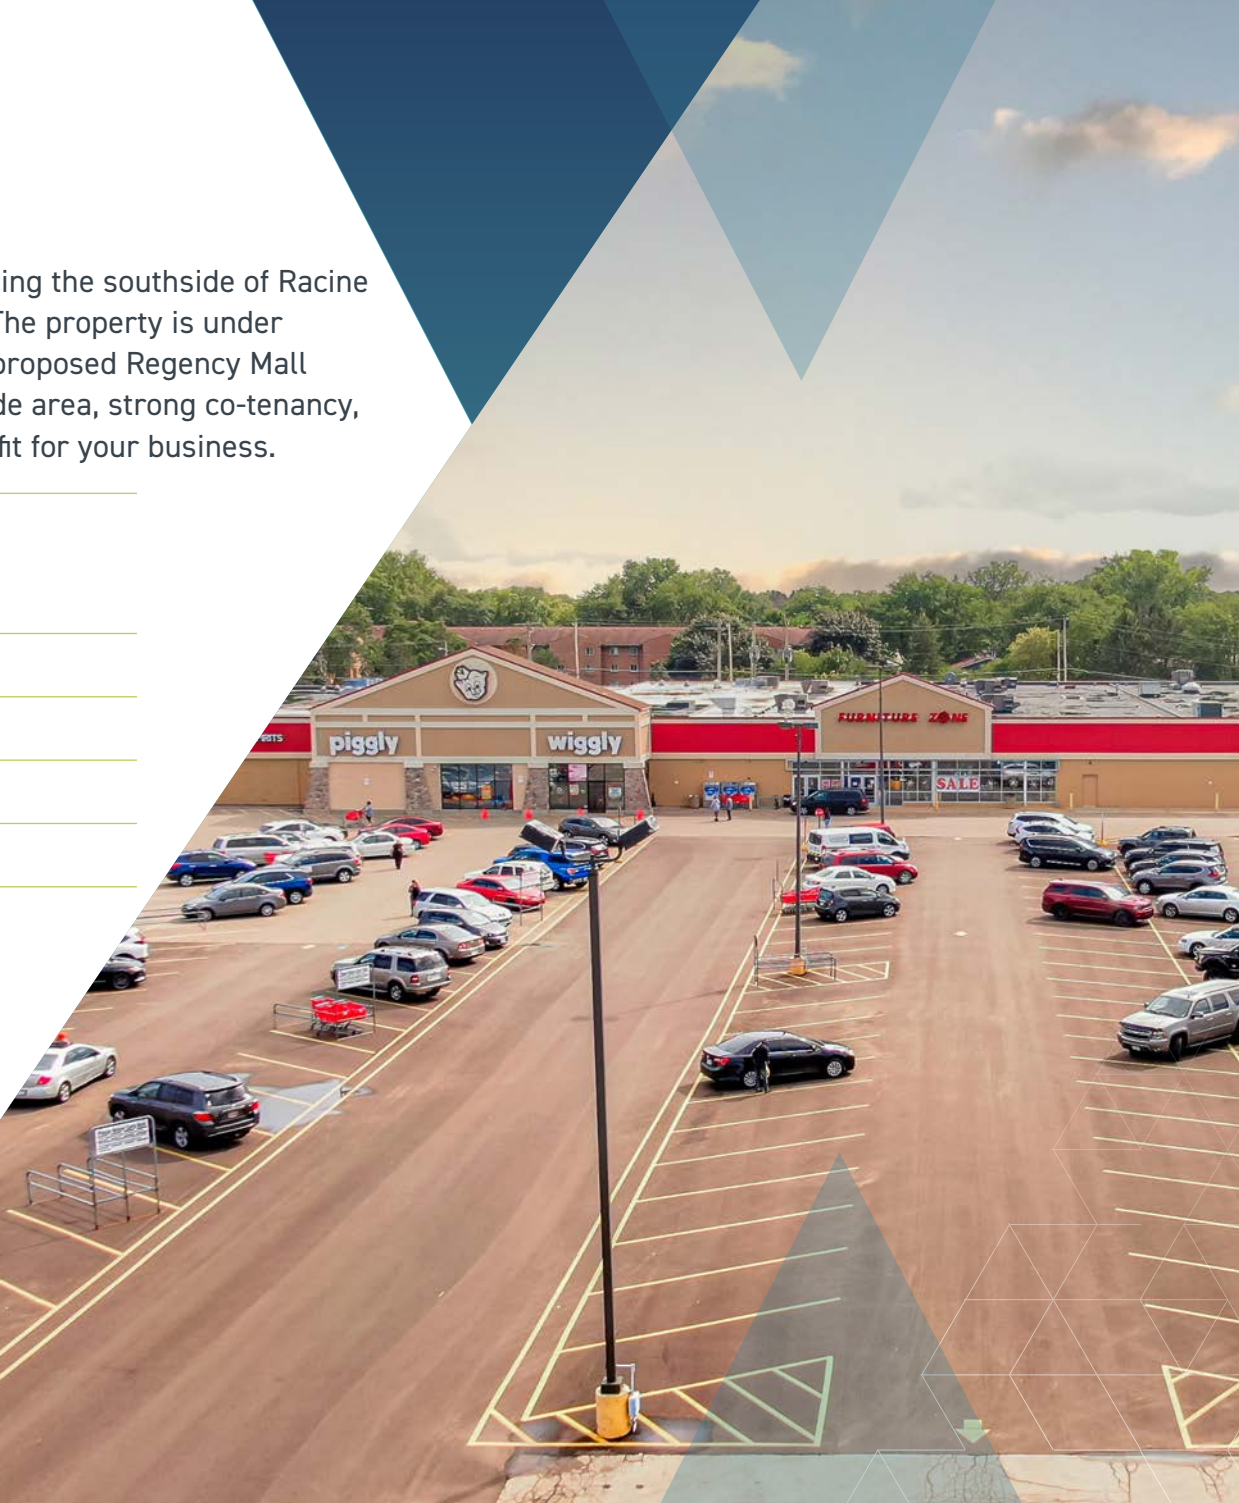 ing the southside of Racine
The property is under
proposed Regency Mall
de area, strong co-tenancy,
fit for your business.
piggly wiggly
FURNITURE ZONE
SALE